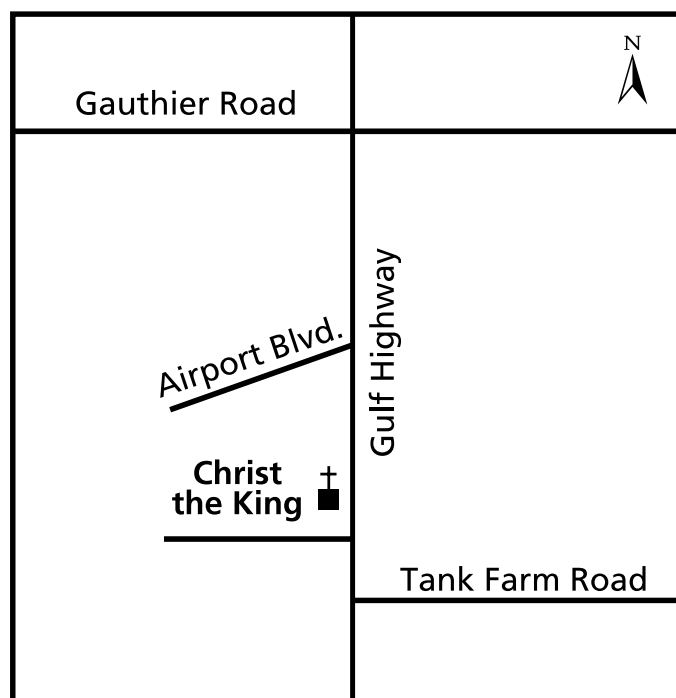 N
Gauthier Road
Gulf Highway
Airport Blvd.
Christ
the King
Tank Farm Road